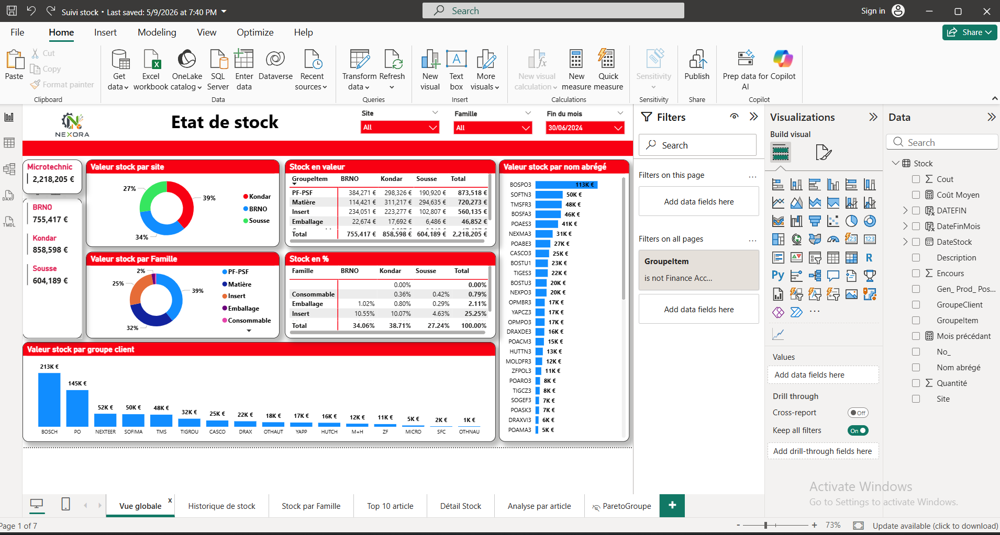 Suivi stock • Last saved: 5/9/2026 at 7:40 PM
Search
Sign in
File Home Insert Modeling View Optimize Help
Share
Paste
Cut
Copy
Format painter
Clipboard
Get data
Excel workbook
OneLake catalog
SQL Server
Enter data
Dataverse
Recent sources
Data
Transform data
Refresh
Queries
New visual
Text box
More visuals
Insert
New visual calculation
New measure
Quick measure
Calculations
Sensitivity
Sensitivity
Publish
Share
Prep data for AI
Copilot
Copilot
NEXORA
Etat de stock
Site
All
Famille
All
Fin du mois
30/06/2024
Microtechnic
2,218,205 €
BRNO
755,417 €
Kondar
858,598 €
Sousse
604,189 €
Valeur stock par site
27%
39%
34%
Kondar
BRNO
Sousse
Stock en valeur
GroupeItem BRNO Kondar Sousse Total
PF-PSF 384,271 € 298,326 € 190,920 € 873,518 €
Matière 114,421 € 311,217 € 294,635 € 720,273 €
Insert 234,051 € 223,277 € 102,807 € 560,135 €
Emballage 22,674 € 17,692 € 6,486 € 46,852 €
Total 755,417 € 858,598 € 604,189 € 2,218,205 €
Valeur stock par Famille
2%
25%
39%
32%
PF-PSF
Matière
Insert
Emballage
Consommable
Stock en %
Famille BRNO Kondar Sousse Total
0.00% 0.00%
Consommable 0.36% 0.42% 0.79%
Emballage 1.02% 0.80% 0.29% 2.11%
Insert 10.55% 10.07% 4.63% 25.25%
Total 34.06% 38.71% 27.24% 100.00%
Valeur stock par nom abrégé
BOSPO3 113K €
SOFTN3 50K €
TMSFR3 48K €
BOSFA3 46K €
POAES3 41K €
NEXMA3 31K €
POABE3 27K €
CASCO3 25K €
BOSTU1 23K €
TIGES3 22K €
BOSTU3 20K €
NEXPO3 20K €
OPMBR3 17K €
YAPCZ3 17K €
OPMPO3 17K €
DRAXDE3 16K €
POACM3 15K €
HUTTN3 13K €
MOLDFR3 12K €
ZFPOL3 11K €
POARO3 8K €
TIGCZ3 8K €
SOGEF3 7K €
POASK3 7K €
DRAXVI3 6K €
POAMA3 5K €
Valeur stock par groupe client
213K € 145K € 52K € 50K € 48K € 32K € 25K € 22K € 18K € 17K € 16K € 12K € 11K € 5K € 2K € 1K €
BOSCH PO NEXTEER SOFIMA TMS TIGROU CASCO DRAX OTHAUT YAPP HUTCH M+H ZF MICRO SFC OTHNAU
Filters
Search
Filters on this page
Add data fields here
Filters on all pages
GroupeItem
is not Finance Acc...
Add data fields here
Visualizations
Build visual
Values
Add data fields here
Drill through
Cross-report Off
Keep all filters On
Add drill-through fields here
Data
Search
Stock
Cout
Coût Moyen
DATEFIN
DateFinMois
DateStock
Description
Encours
Gen_ Prod_ Pos...
GroupeClient
GroupeItem
Mois précédant
No_
Nom abrégé
Quantité
Site
DAX
TMDL
Activate Windows
Go to Settings to activate Windows.
Vue globale x
Historique de stock
Stock par Famille
Top 10 article
Détail Stock
Analyse par article
ParetoGroupe
+
Page 1 of 7
- + 73%
Update available (click to download)